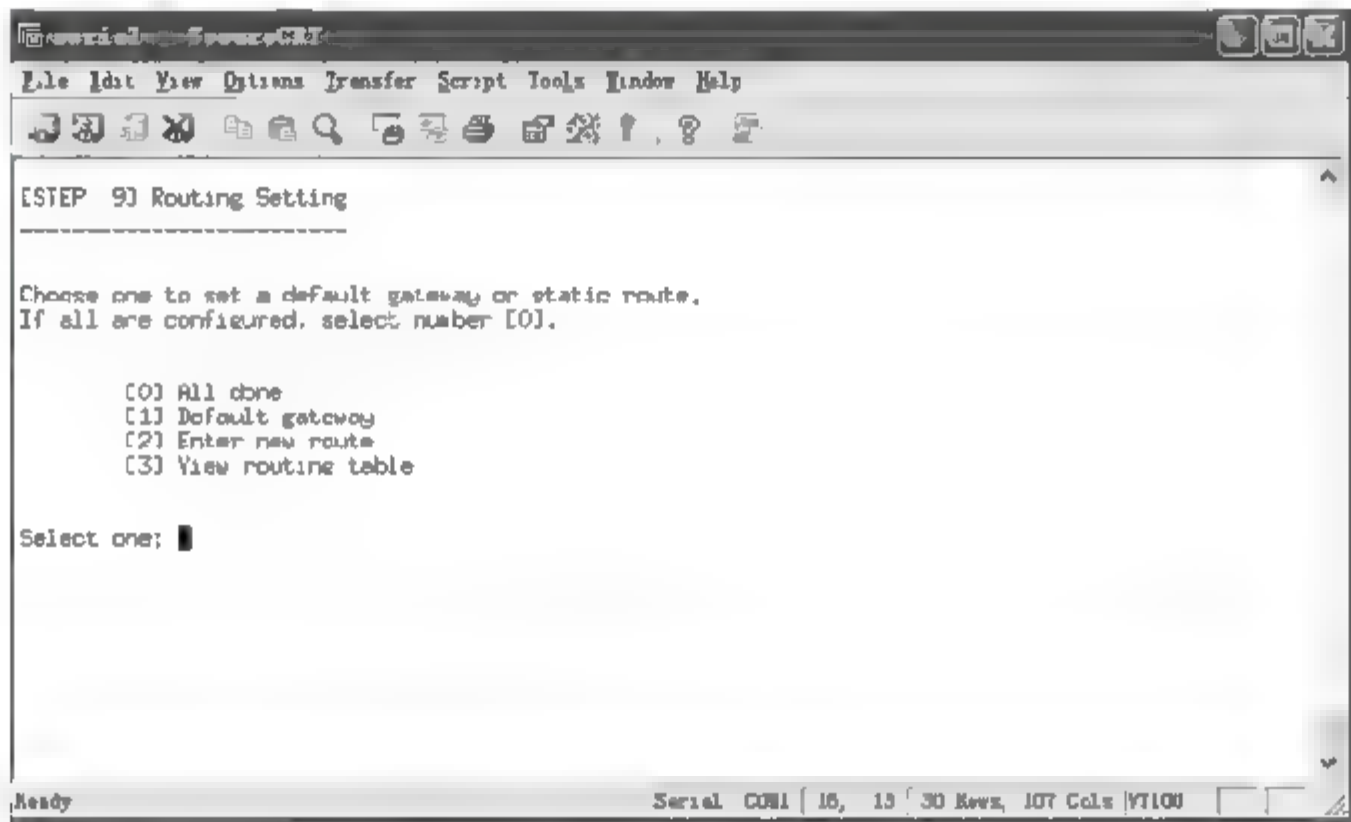 File Edit View Options Transfer Script Tools Window Help
[STEP 9] Routing Setting
-------------------------
Choose one to set a default gateway or static route.
If all are configured, select number [0].
[0] All done
[1] Default gateway
[2] Enter new route
[3] View routing table
Select one:
Ready Serial COM1 16, 13 30 Rows, 107 Cols VT100